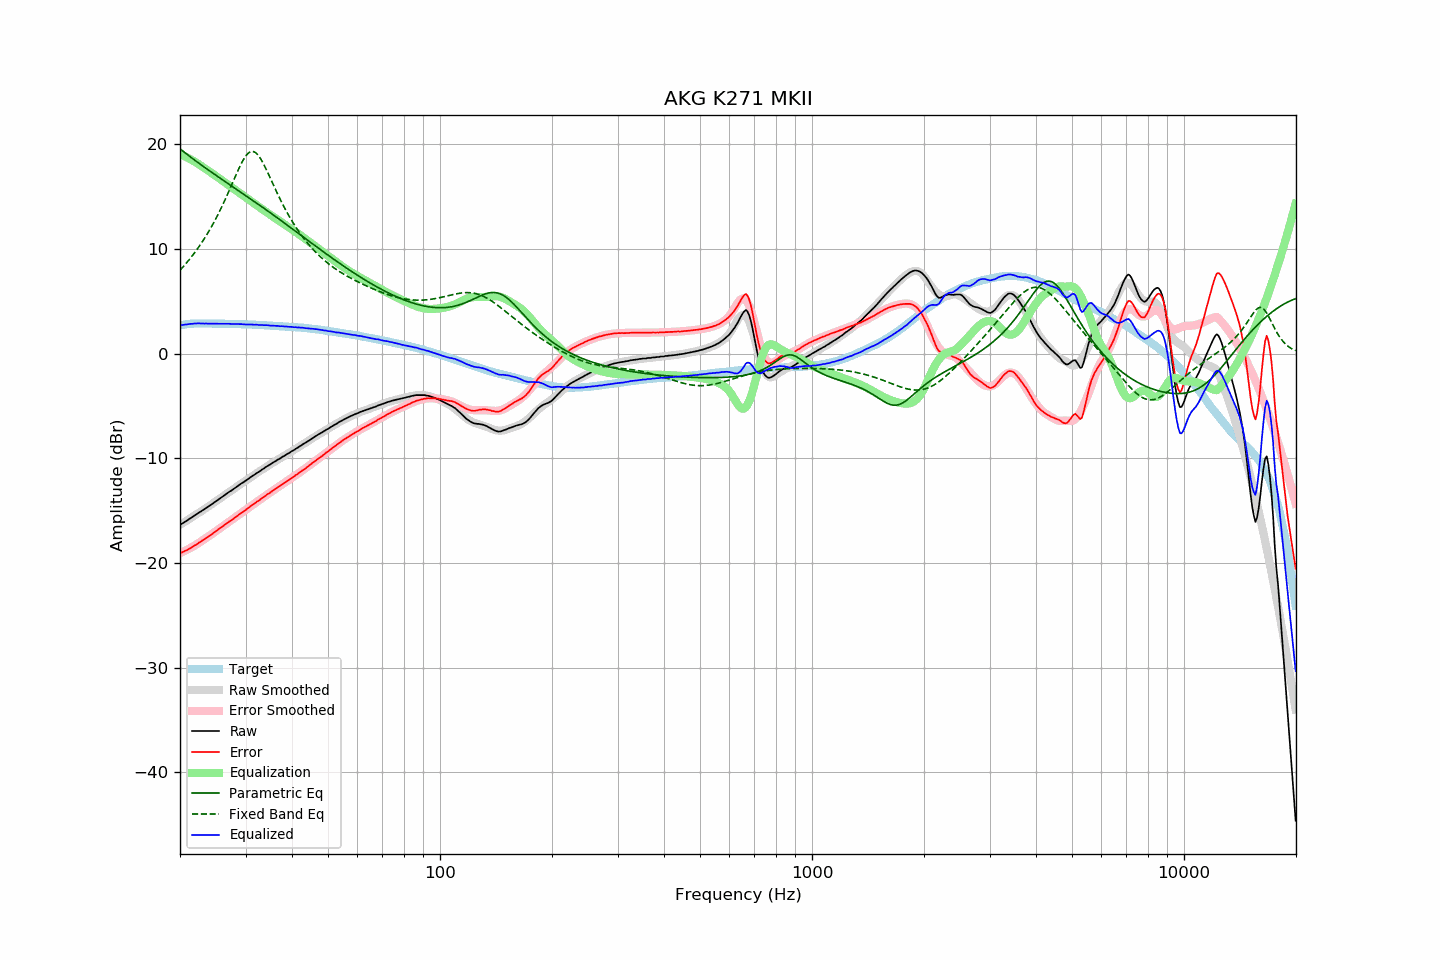 AKG K271 MKII
Amplitude (dBr)
20
10
0
−10
−20
−30
−40
Target
Raw Smoothed
Error Smoothed
Raw
Error
Equalization
Parametric Eq
Fixed Band Eq
Equalized
100
1000
10000
Frequency (Hz)